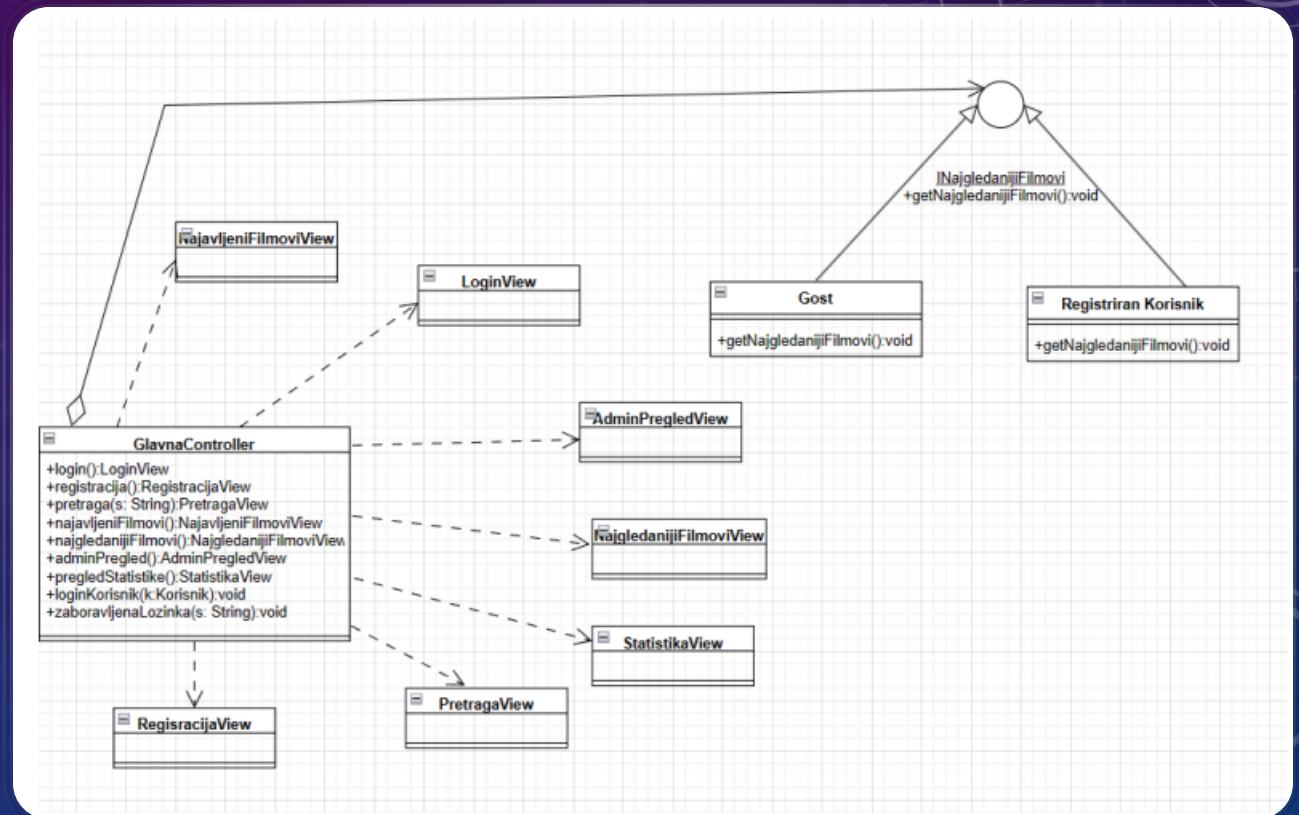 INajgledanijiFilmovi
+getNajgledanijiFilmovi():void
NajavljeniFilmoviView
LoginView
Gost
+getNajgledanijiFilmovi():void
Registriran Korisnik
+getNajgledanijiFilmovi():void
AdminPregledView
GlavnaController
+login():LoginView
+registracija():RegistracijaView
+pretraga(s: String):PretragaView
+najavljeniFilmovi():NajavljeniFilmoviView
+najgledanijiFilmovi():NajgledanijiFilmoviView
+adminPregled():AdminPregledView
+pregledStatistike():StatistikaView
+loginKorisnik(k:Korisnik):void
+zaboravljenaLozinka(s: String):void
NajgledanijiFilmoviView
StatistikaView
PretragaView
RegisracijaView